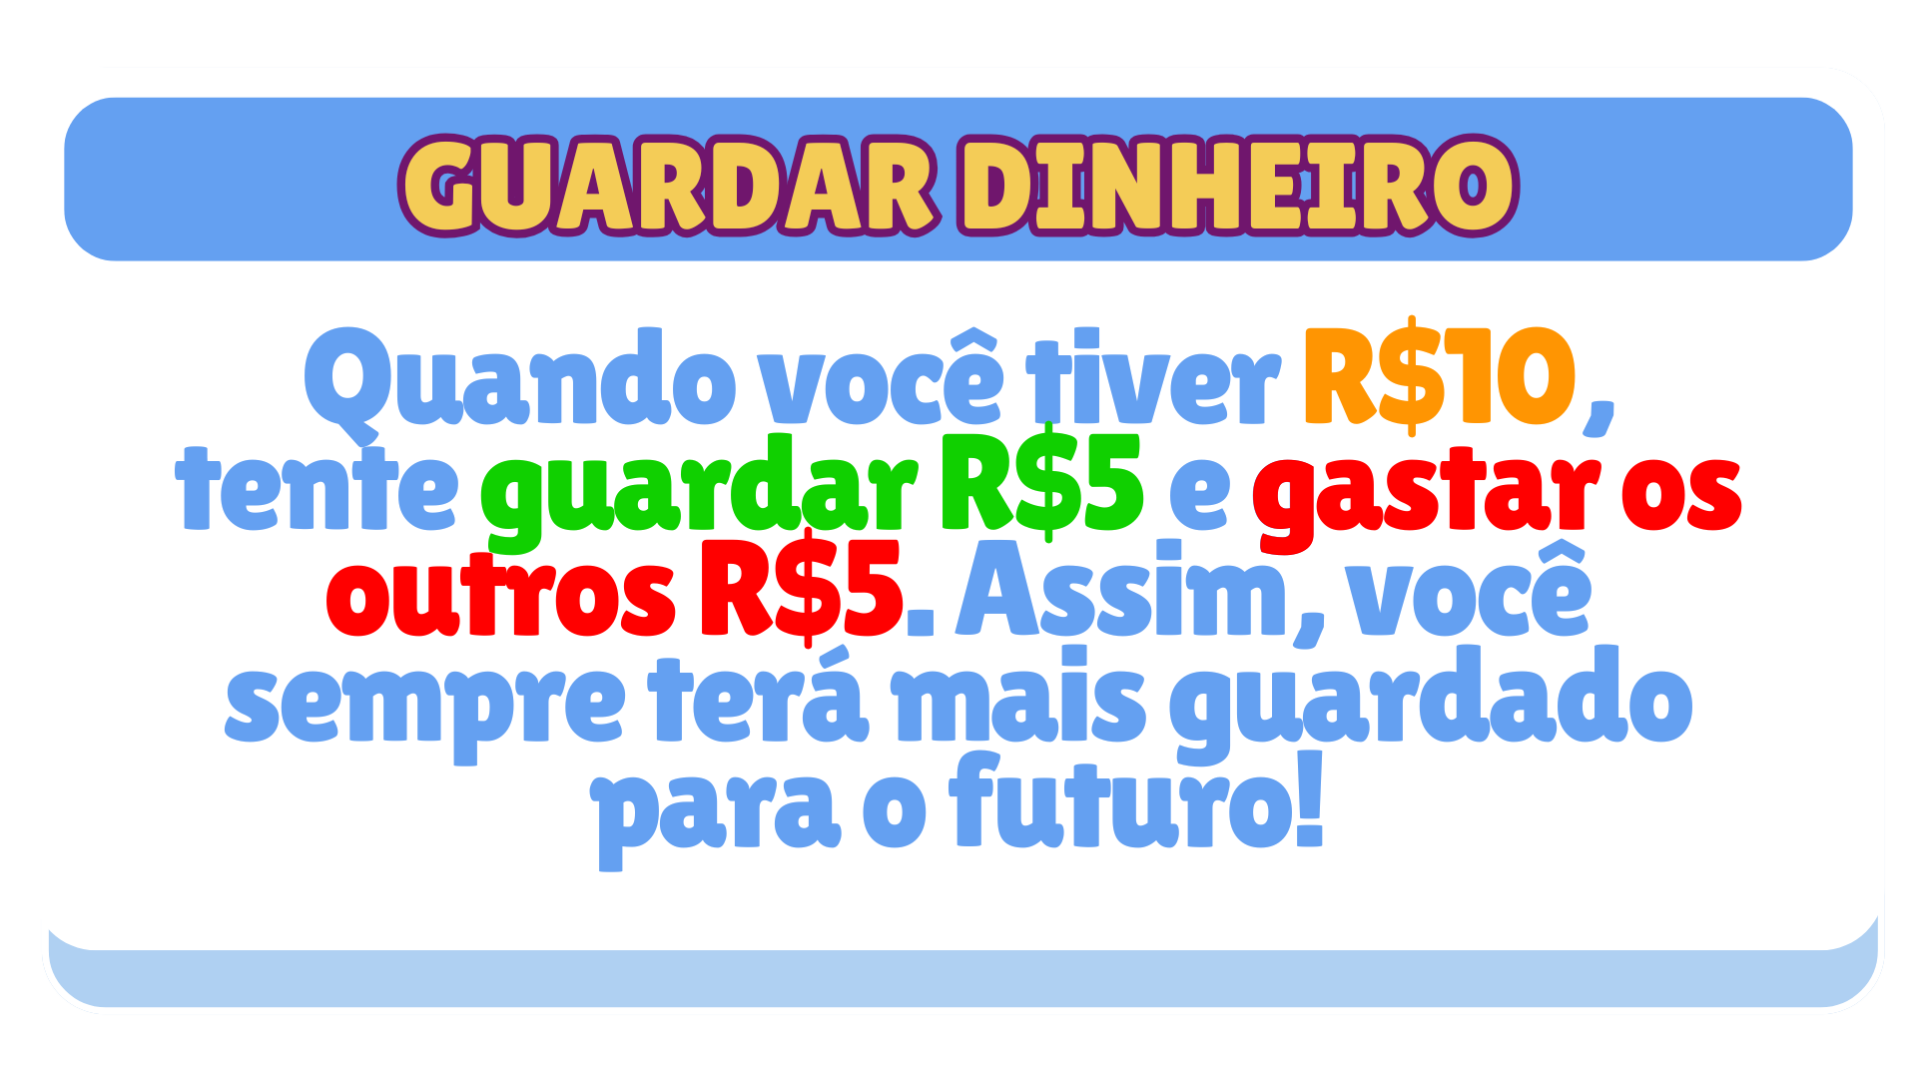 GUARDAR DINHEIRO
Quando você tiver R$10,
tente guardar R$5 e gastar os
outros R$5. Assim, você
sempre terá mais guardado
para o futuro!